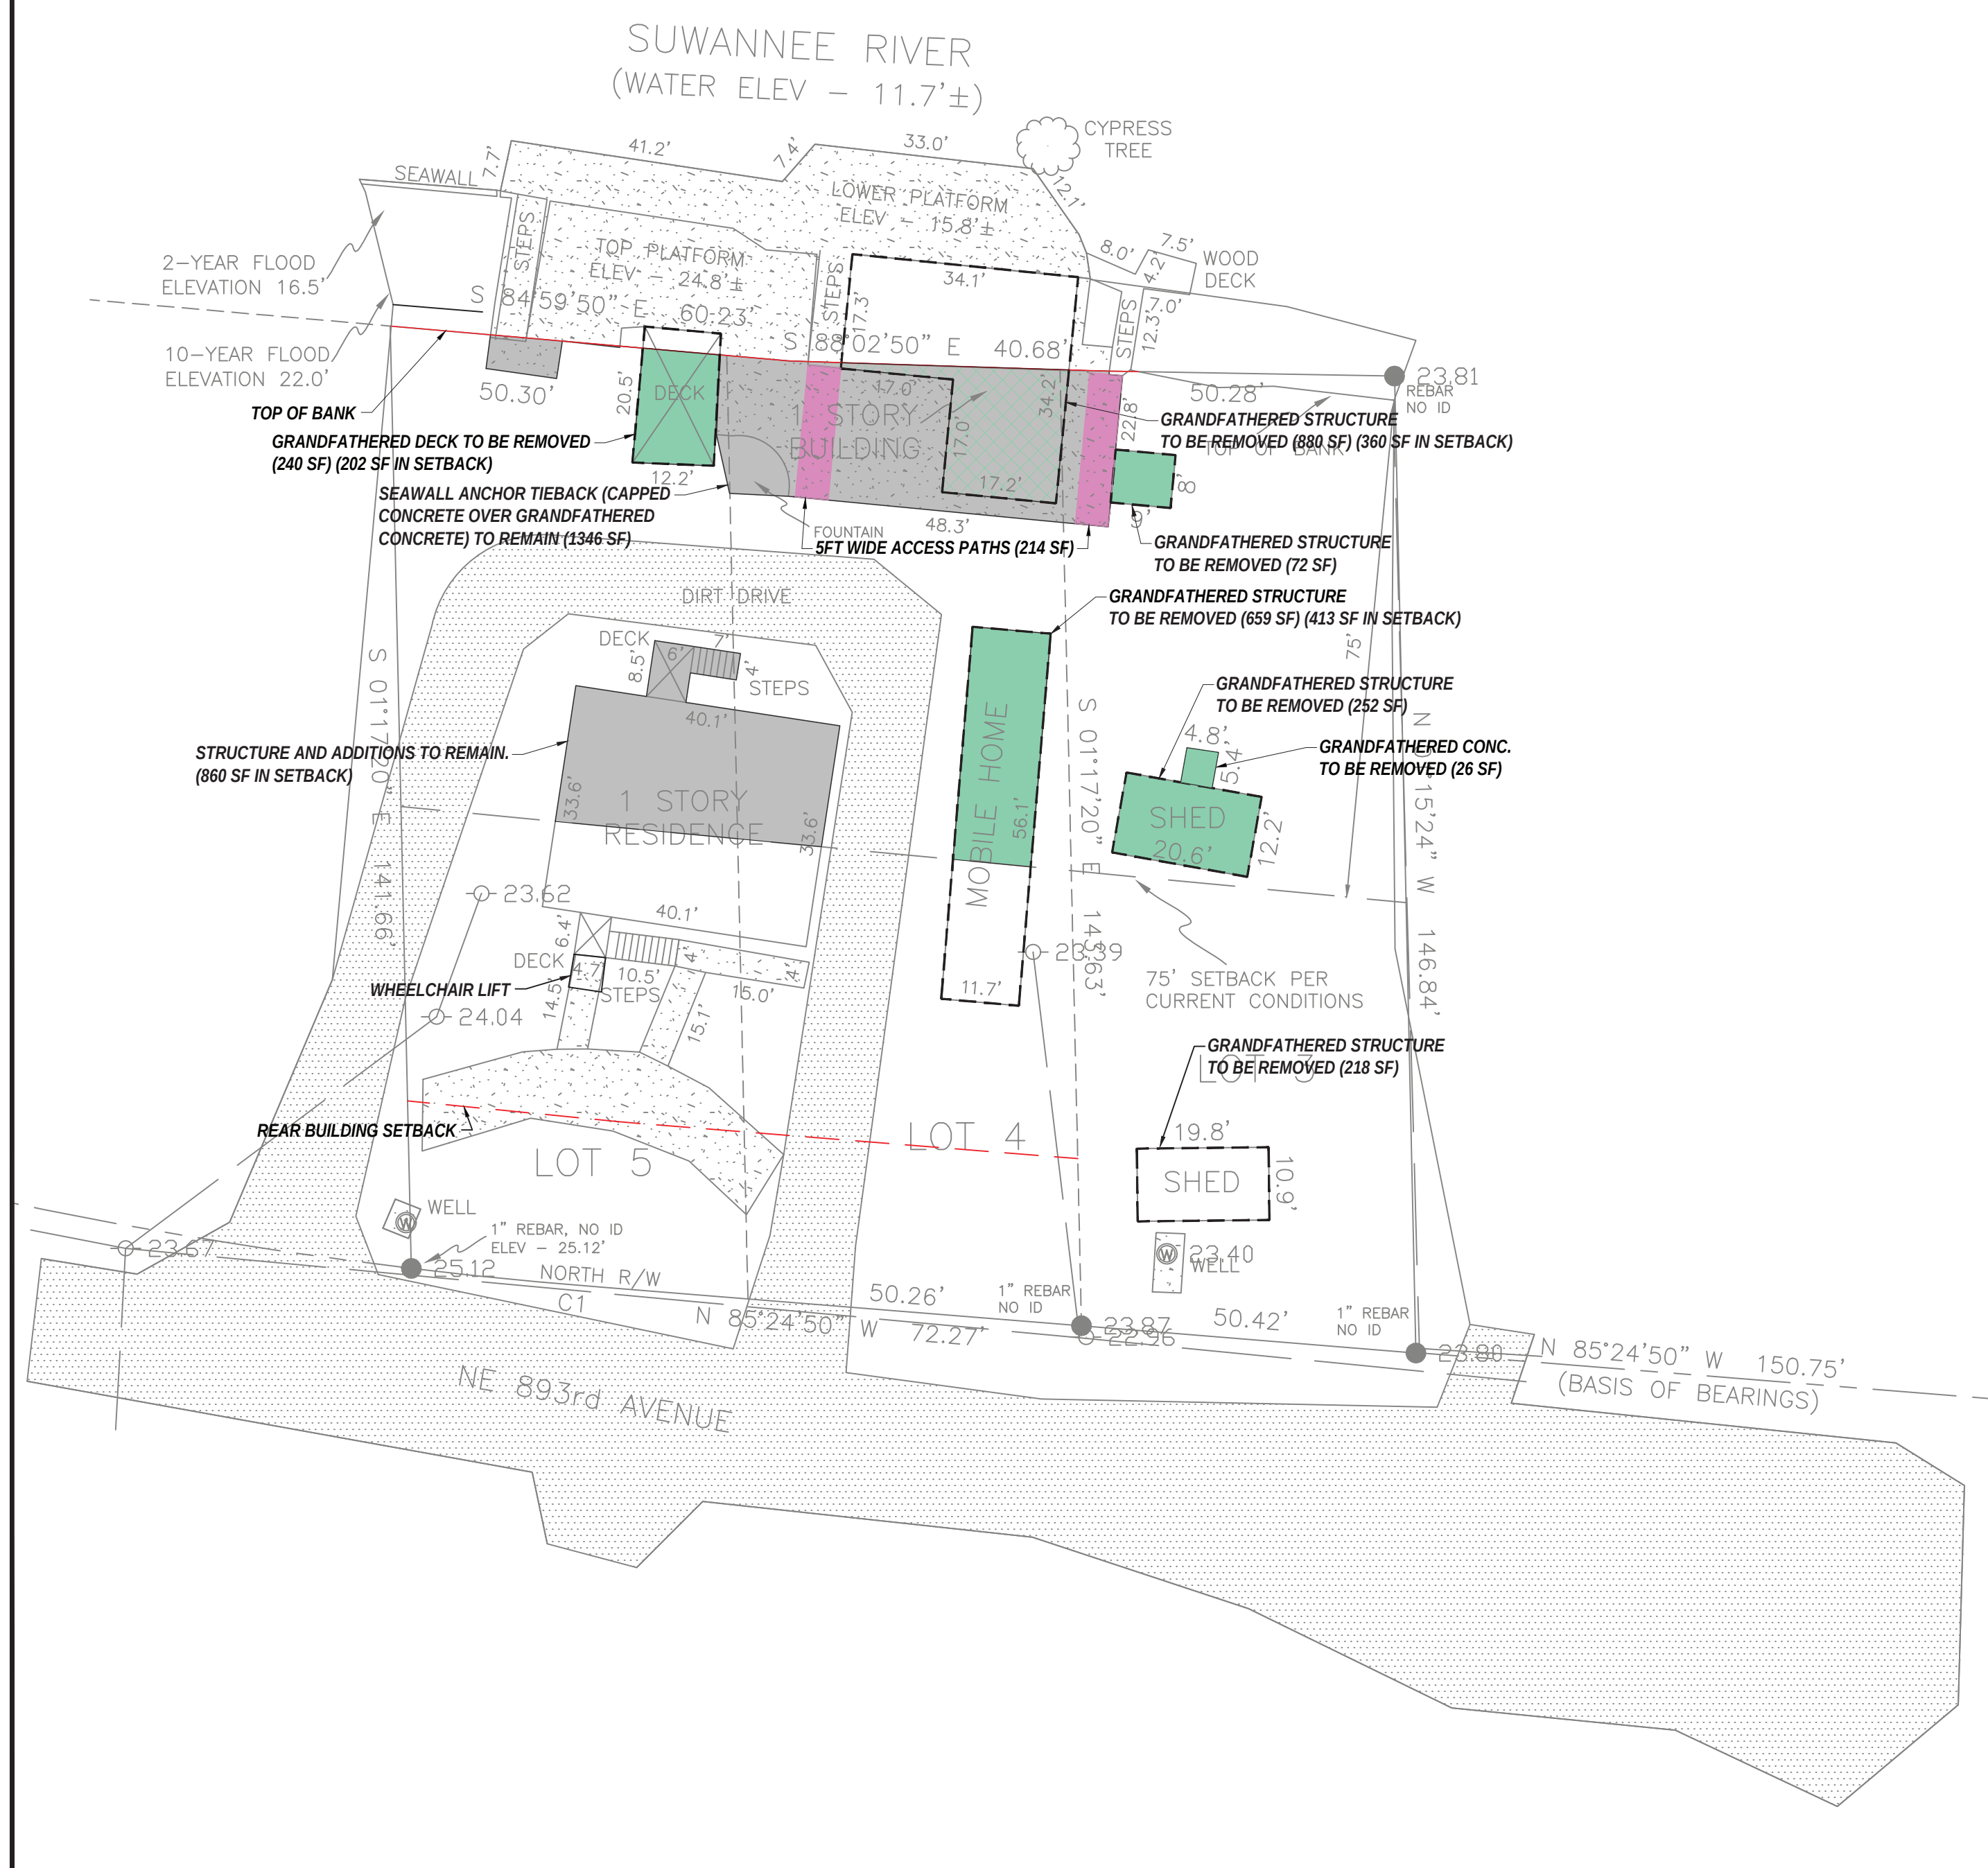 SUWANNEE RIVER
(WATER ELEV - 11.7'±)
CYPRESS
TREE
41.2'
7.4'
33.0'
7.7'
SEAWALL
12.1'
LOWER PLATFORM
ELEV - 15.8'±
STEPS
TOP PLATFORM
ELEV - 24.8'±
STEPS
34.1'
17.3'
8.0'
7.5'
4.2'
WOOD
DECK
7.0'
STEPS
12.3'
2-YEAR FLOOD
ELEVATION 16.5'
10-YEAR FLOOD
ELEVATION 22.0'
S 84°59'50" E 60.23'
S 88°02'50" E 40.68'
23.81
REBAR
NO ID
50.30'
50.28'
TOP OF BANK
TOP OF BANK
GRANDFATHERED DECK TO BE REMOVED
(240 SF) (202 SF IN SETBACK)
20.5'
DECK
12.2'
17.0'
1 STORY
BUILDING
17.0'
34.2'
17.2'
22.8'
GRANDFATHERED STRUCTURE
TO BE REMOVED (880 SF) (360 SF IN SETBACK)
8'
9'
SEAWALL ANCHOR TIEBACK (CAPPED
CONCRETE OVER GRANDFATHERED
CONCRETE) TO REMAIN (1346 SF)
FOUNTAIN
48.3'
5FT WIDE ACCESS PATHS (214 SF)
GRANDFATHERED STRUCTURE
TO BE REMOVED (72 SF)
DIRT DRIVE
GRANDFATHERED STRUCTURE
TO BE REMOVED (659 SF) (413 SF IN SETBACK)
75'
DECK
8.5'
6'
7'
4'
STEPS
40.1'
S 01°17'20" E 141.66'
STRUCTURE AND ADDITIONS TO REMAIN.
(860 SF IN SETBACK)
33.6'
1 STORY
RESIDENCE
33.6'
MOBILE HOME
56.1'
11.7'
S 01°17'20" E 143.63'
GRANDFATHERED STRUCTURE
TO BE REMOVED (252 SF)
4.8'
5.4'
GRANDFATHERED CONC.
TO BE REMOVED (26 SF)
SHED
20.6'
12.2'
146.84'
23.62
40.1'
6.4'
DECK
4.7'
10.5'
STEPS
4'
4'
15.0'
14.5'
15.1'
WHEELCHAIR LIFT
24.04
23.39
75' SETBACK PER
CURRENT CONDITIONS
GRANDFATHERED STRUCTURE
TO BE REMOVED (218 SF)
LOT 3
REAR BUILDING SETBACK
LOT 5
LOT 4
19.8'
SHED
10.9'
WELL
W
1" REBAR, NO ID
ELEV - 25.12'
23.67
25.12
NORTH R/W
C1
W
23.40
WELL
50.26'
1" REBAR
NO ID
23.87
22.96
50.42'
1" REBAR
NO ID
23.80
N 85°24'50" W 72.27'
N 85°24'50" W 150.75'
(BASIS OF BEARINGS)
NE 893rd AVENUE